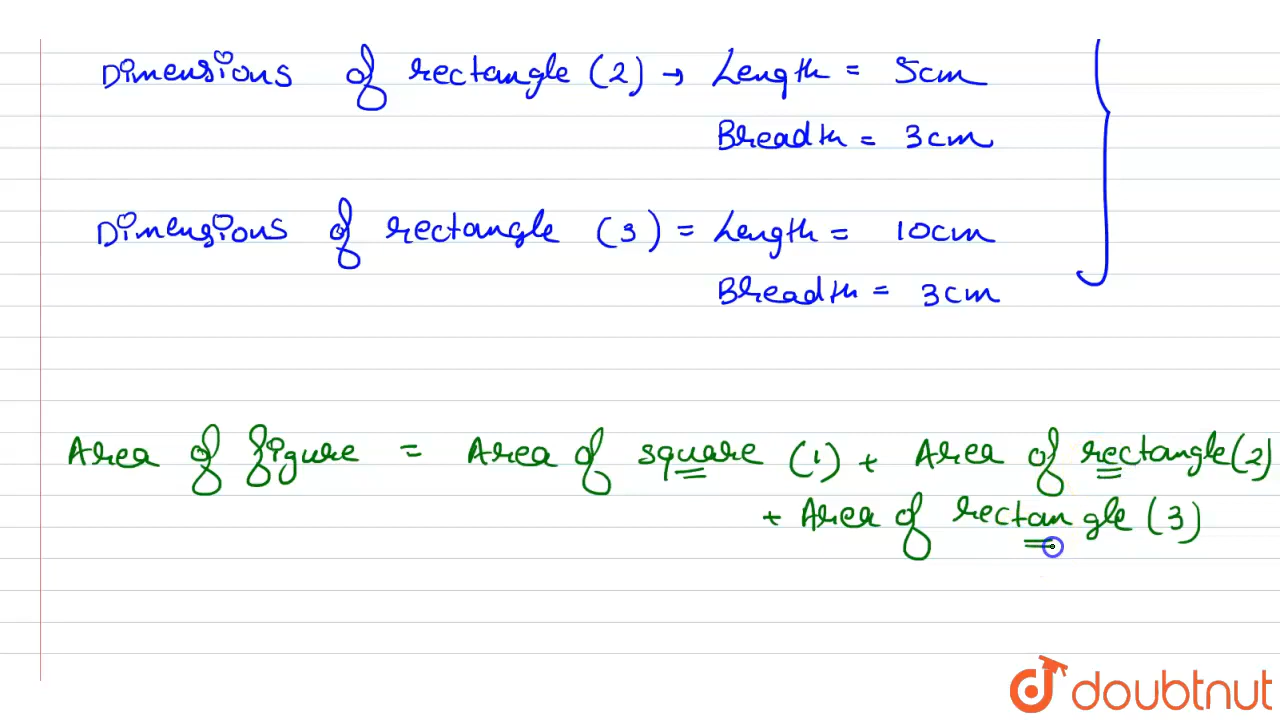 Dimensions of rectangle (2) → Length = 5cm
Breadth = 3cm
Dimensions of rectangle (3) = Length = 10cm
Breadth = 3cm
Area of figure = Area of square (1) + Area of rectangle (2)
+ Area of rectangle (3)
doubtnut